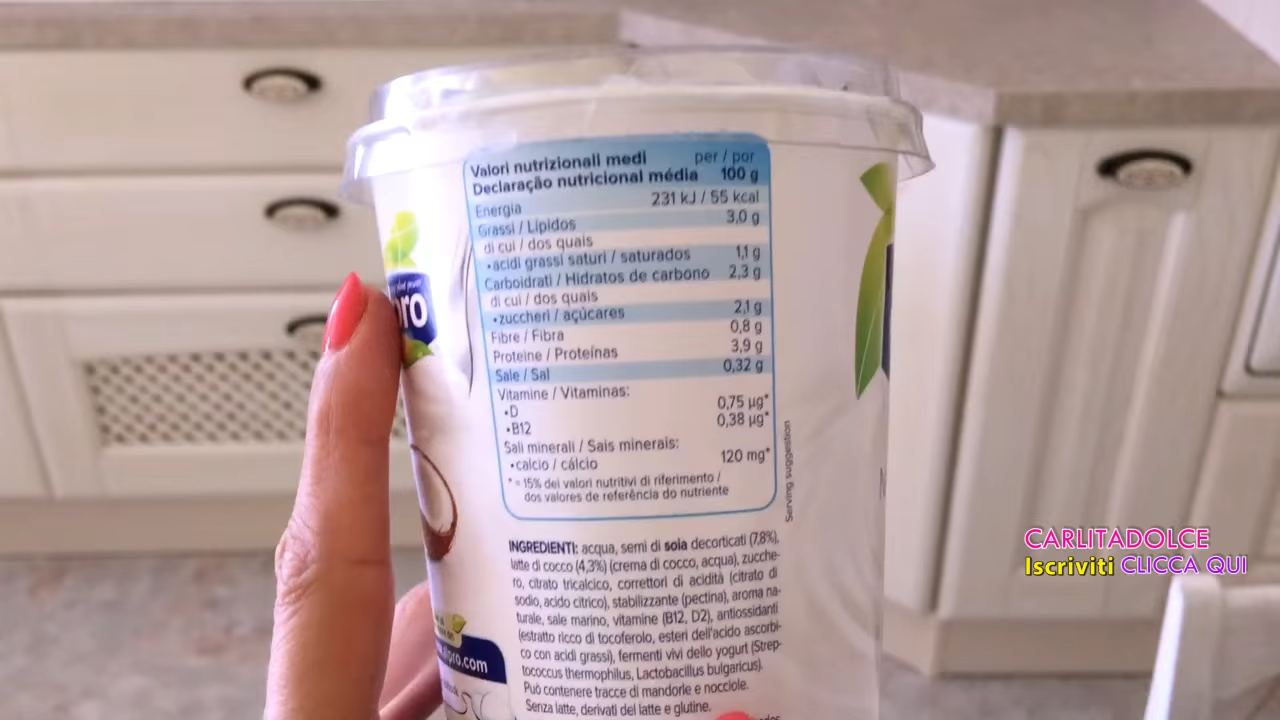 Valori nutrizionali medi per / por
Declaração nutricional média 100 g
Energia 231 kJ / 55 kcal
Grassi / Lípidos 3,0 g
di cui / dos quais
•acidi grassi saturi / saturados 1,1 g
Carboidrati / Hidratos de carbono 2,3 g
di cui / dos quais
•zuccheri / açúcares 2,1 g
Fibre / Fibra 0,8 g
Proteine / Proteínas 3,9 g
Sale / Sal 0,32 g
Vitamine / Vitaminas:
•D 0,75 µg*
•B12 0,38 µg*
Sali minerali / Sais minerais:
•calcio / cálcio 120 mg*
* = 15% dei valori nutritivi di riferimento /
dos valores de referência do nutriente
Serving suggestion
INGREDIENTI: acqua, semi di soia decorticati (7,8%),
latte di cocco (4,3%) (crema di cocco, acqua), zucche-
ro, citrato tricalcico, correttori di acidità (citrato di
sodio, acido citrico), stabilizzante (pectina), aroma na-
turale, sale marino, vitamine (B12, D2), antiossidanti
(estratto ricco di tocoferolo, esteri dell'acido ascorbi-
co con acidi grassi), fermenti vivi dello yogurt (Strep-
tococcus thermophilus, Lactobacillus bulgaricus).
Può contenere tracce di mandorle e nocciole.
Senza latte, derivati del latte e glutine.
pro
pro.com
CARLITADOLCE
Iscriviti CLICCA QUI